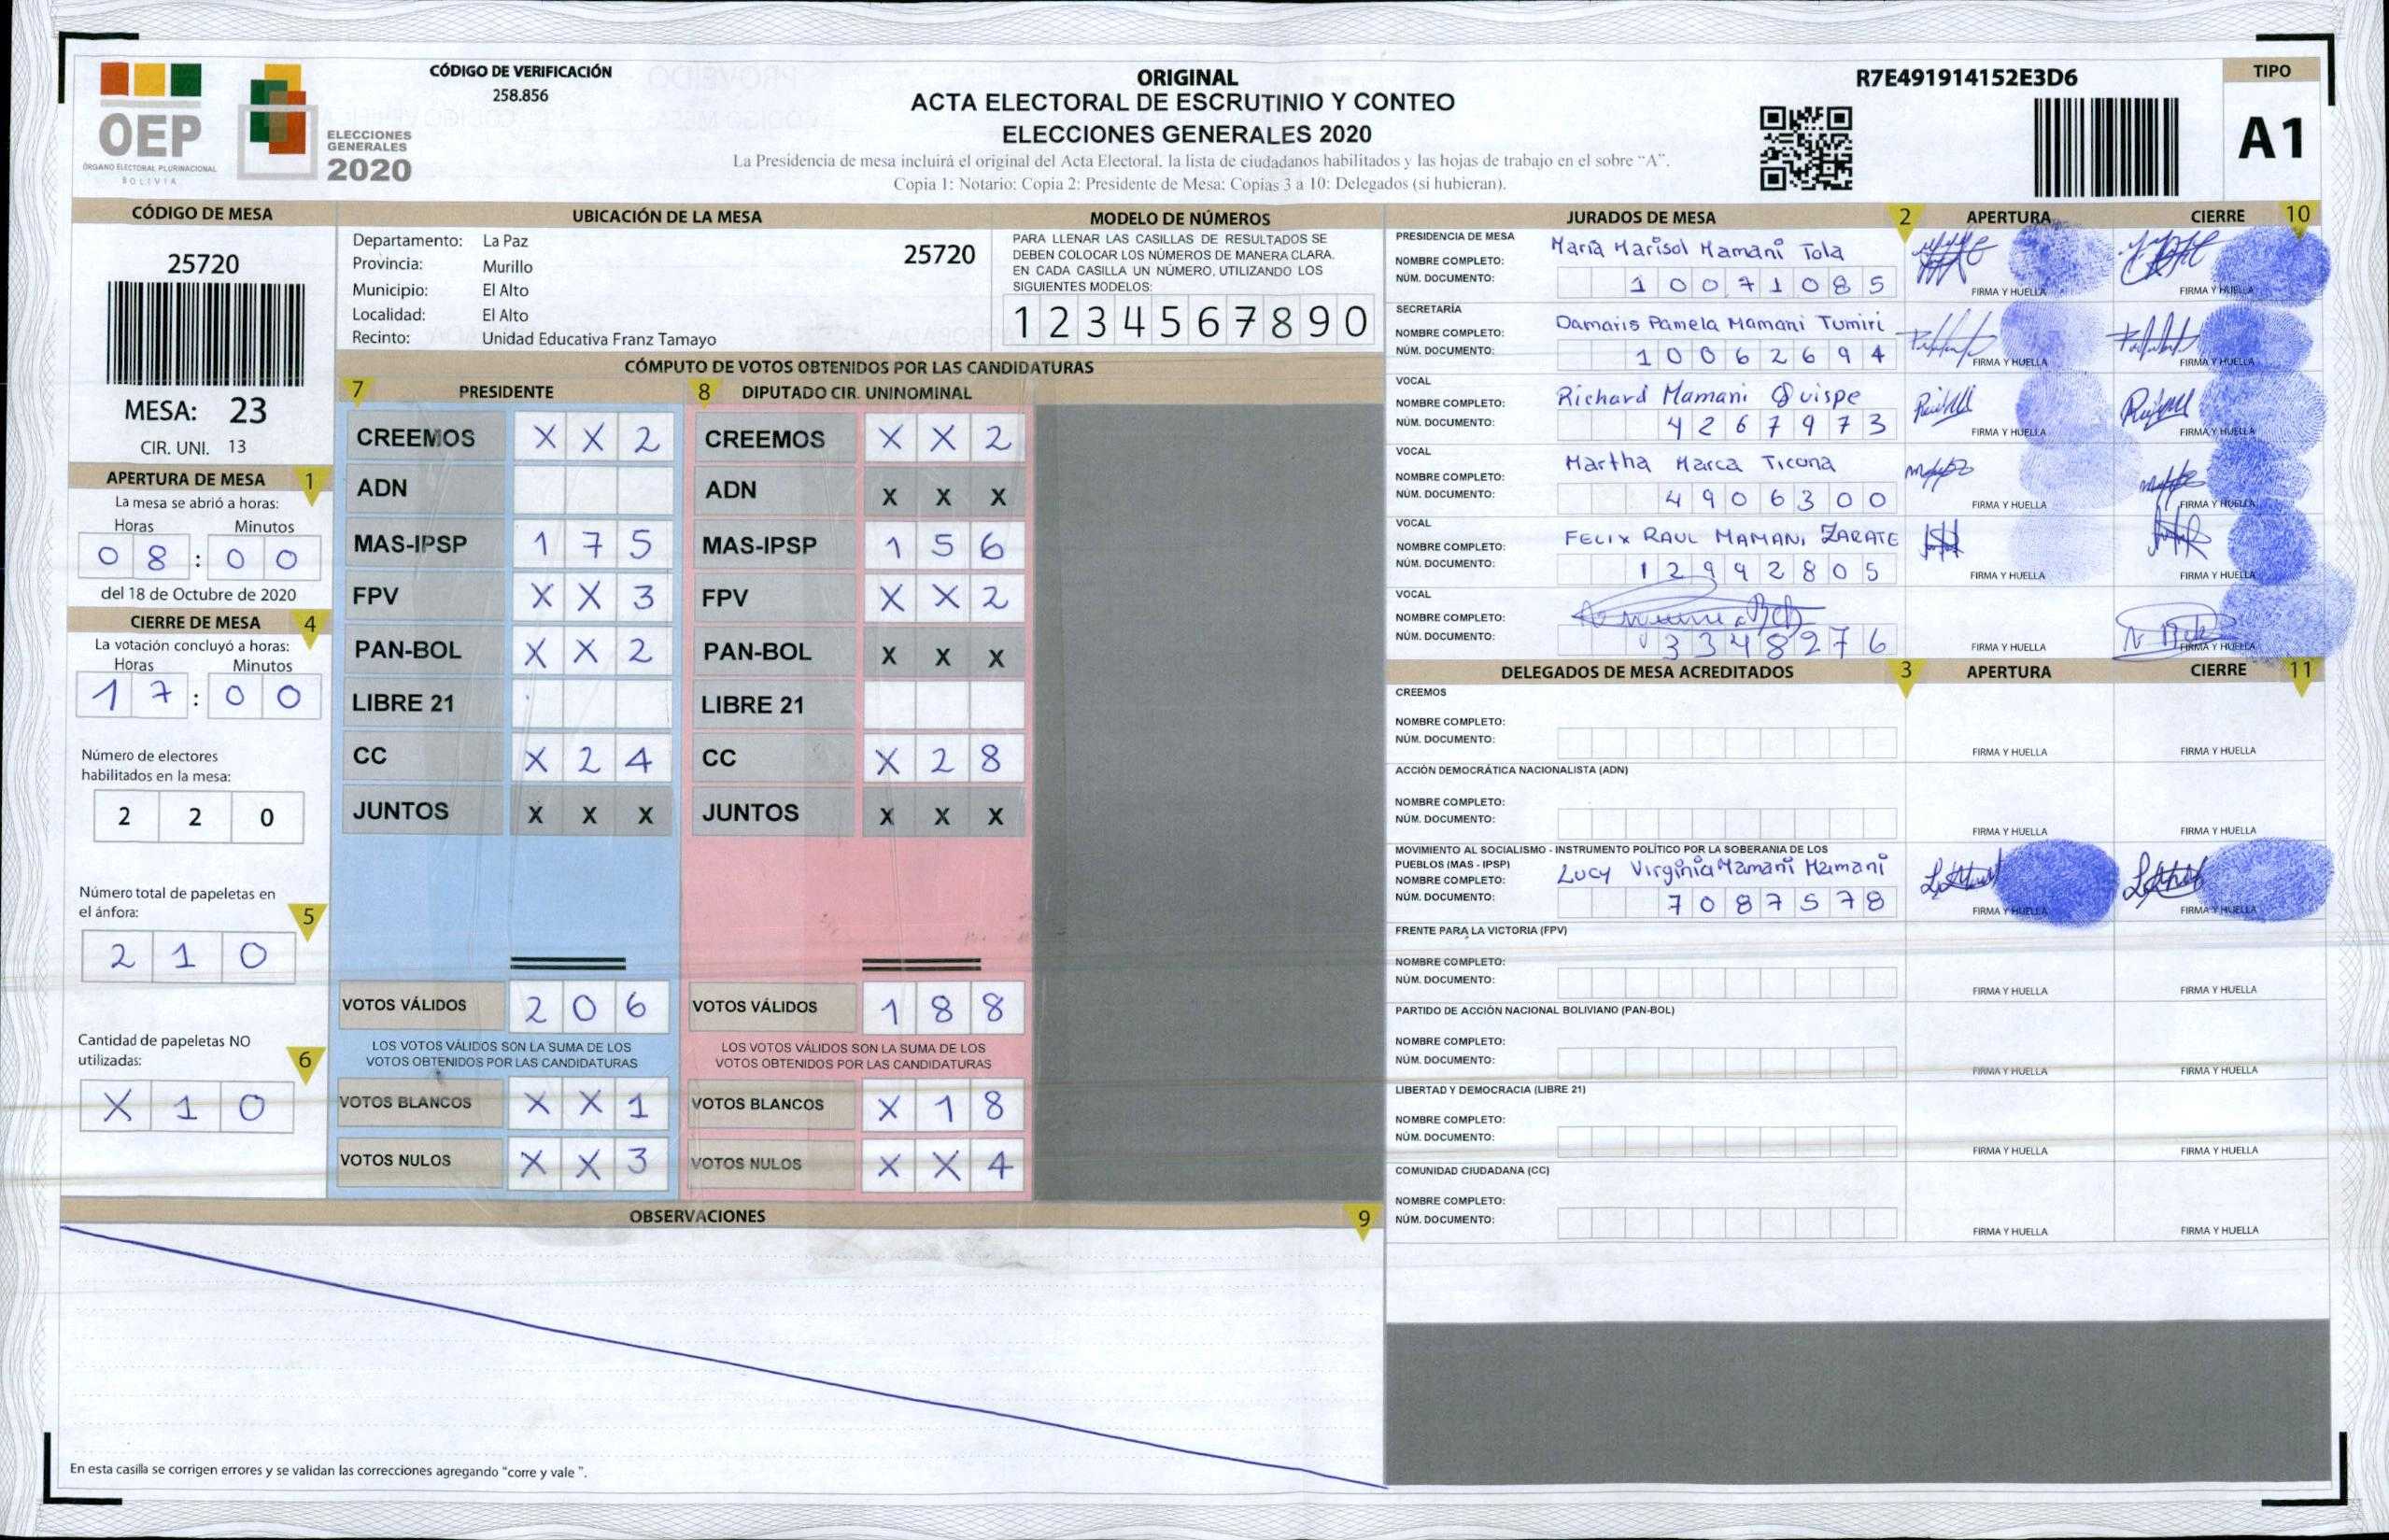 OEP
ÓRGANO ELECTORAL PLURINACIONAL
BOLIVIA
ELECCIONES
GENERALES
2020
CÓDIGO DE VERIFICACIÓN
258.856
ORIGINAL
ACTA ELECTORAL DE ESCRUTINIO Y CONTEO
ELECCIONES GENERALES 2020
La Presidencia de mesa incluirá el original del Acta Electoral, la lista de ciudadanos habilitados y las hojas de trabajo en el sobre “A”.
Copia 1: Notario: Copia 2: Presidente de Mesa: Copias 3 a 10: Delegados (si hubieran).
R7E491914152E3D6
TIPO
A1
CÓDIGO DE MESA
25720
MESA: 23
CIR. UNI. 13
APERTURA DE MESA 1
La mesa se abrió a horas:
Horas Minutos
0 8 : 0 0
del 18 de Octubre de 2020
CIERRE DE MESA 4
La votación concluyó a horas:
Horas Minutos
1 7 : 0 0
Número de electores
habilitados en la mesa:
2 2 0
Número total de papeletas en
el ánfora: 5
2 1 0
Cantidad de papeletas NO
utilizadas: 6
X 1 0
UBICACIÓN DE LA MESA
Departamento: La Paz 25720
Provincia: Murillo
Municipio: El Alto
Localidad: El Alto
Recinto: Unidad Educativa Franz Tamayo
MODELO DE NÚMEROS
PARA LLENAR LAS CASILLAS DE RESULTADOS SE
DEBEN COLOCAR LOS NÚMEROS DE MANERA CLARA.
EN CADA CASILLA UN NÚMERO, UTILIZANDO LOS
SIGUIENTES MODELOS:
1 2 3 4 5 6 7 8 9 0
CÓMPUTO DE VOTOS OBTENIDOS POR LAS CANDIDATURAS
7 PRESIDENTE 8 DIPUTADO CIR. UNINOMINAL
CREEMOS X X 2 CREEMOS X X 2
ADN ADN X X X
MAS-IPSP 1 7 5 MAS-IPSP 1 5 6
FPV X X 3 FPV X X 2
PAN-BOL X X 2 PAN-BOL X X X
LIBRE 21 LIBRE 21
CC X 2 4 CC X 2 8
JUNTOS X X X JUNTOS X X X
VOTOS VÁLIDOS 2 0 6 VOTOS VÁLIDOS 1 8 8
LOS VOTOS VÁLIDOS SON LA SUMA DE LOS LOS VOTOS VÁLIDOS SON LA SUMA DE LOS
VOTOS OBTENIDOS POR LAS CANDIDATURAS VOTOS OBTENIDOS POR LAS CANDIDATURAS
VOTOS BLANCOS X X 1 VOTOS BLANCOS X 1 8
VOTOS NULOS X X 3 VOTOS NULOS X X 4
OBSERVACIONES 9
En esta casilla se corrigen errores y se validan las correcciones agregando "corre y vale ".
JURADOS DE MESA 2 APERTURA CIERRE 10
PRESIDENCIA DE MESA
NOMBRE COMPLETO: María Marisol Mamani Tola
NÚM. DOCUMENTO: 1 0 0 7 1 0 8 5 FIRMA Y HUELLA FIRMA Y HUELLA
SECRETARÍA
NOMBRE COMPLETO: Damaris Pamela Mamani Tumiri
NÚM. DOCUMENTO: 1 0 0 6 2 6 9 4 FIRMA Y HUELLA FIRMA Y HUELLA
VOCAL
NOMBRE COMPLETO: Richard Mamani Quispe
NÚM. DOCUMENTO: 4 2 6 7 9 7 3 FIRMA Y HUELLA FIRMA Y HUELLA
VOCAL
NOMBRE COMPLETO: Martha Marca Ticona
NÚM. DOCUMENTO: 4 9 0 6 3 0 0 FIRMA Y HUELLA FIRMA Y HUELLA
VOCAL
NOMBRE COMPLETO: FELIX RAUL MAMANI ZARATE
NÚM. DOCUMENTO: 1 2 9 9 2 8 0 5 FIRMA Y HUELLA FIRMA Y HUELLA
VOCAL
NOMBRE COMPLETO:
NÚM. DOCUMENTO: 3 3 4 8 2 7 6 FIRMA Y HUELLA FIRMA Y HUELLA
DELEGADOS DE MESA ACREDITADOS 3 APERTURA CIERRE 11
CREEMOS
NOMBRE COMPLETO:
NÚM. DOCUMENTO: FIRMA Y HUELLA FIRMA Y HUELLA
ACCIÓN DEMOCRÁTICA NACIONALISTA (ADN)
NOMBRE COMPLETO:
NÚM. DOCUMENTO: FIRMA Y HUELLA FIRMA Y HUELLA
MOVIMIENTO AL SOCIALISMO - INSTRUMENTO POLÍTICO POR LA SOBERANIA DE LOS
PUEBLOS (MAS - IPSP)
NOMBRE COMPLETO: Lucy Virginia Mamani Mamani
NÚM. DOCUMENTO: 7 0 8 7 5 7 8 FIRMA Y HUELLA FIRMA Y HUELLA
FRENTE PARA LA VICTORIA (FPV)
NOMBRE COMPLETO:
NÚM. DOCUMENTO: FIRMA Y HUELLA FIRMA Y HUELLA
PARTIDO DE ACCIÓN NACIONAL BOLIVIANO (PAN-BOL)
NOMBRE COMPLETO:
NÚM. DOCUMENTO: FIRMA Y HUELLA FIRMA Y HUELLA
LIBERTAD Y DEMOCRACIA (LIBRE 21)
NOMBRE COMPLETO:
NÚM. DOCUMENTO: FIRMA Y HUELLA FIRMA Y HUELLA
COMUNIDAD CIUDADANA (CC)
NOMBRE COMPLETO:
NÚM. DOCUMENTO: FIRMA Y HUELLA FIRMA Y HUELLA